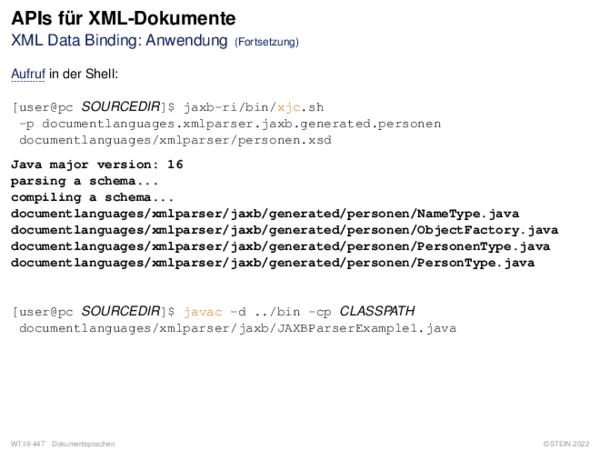 APIs für XML-Dokumente
XML Data Binding: Anwendung (Fortsetzung)
Aufruf in der Shell:
[user@pc SOURCEDIR]$ jaxb-ri/bin/xjc.sh
-p documentlanguages.xmlparser.jaxb.generated.personen
documentlanguages/xmlparser/personen.xsd
Java major version: 16
parsing a schema...
compiling a schema...
documentlanguages/xmlparser/jaxb/generated/personen/NameType.java
documentlanguages/xmlparser/jaxb/generated/personen/ObjectFactory.java
documentlanguages/xmlparser/jaxb/generated/personen/PersonenType.java
documentlanguages/xmlparser/jaxb/generated/personen/PersonType.java
[user@pc SOURCEDIR]$ javac -d ../bin -cp CLASSPATH
documentlanguages/xmlparser/jaxb/JAXBParserExample1.java
WT:III-447 Dokumentsprachen ©STEIN 2022